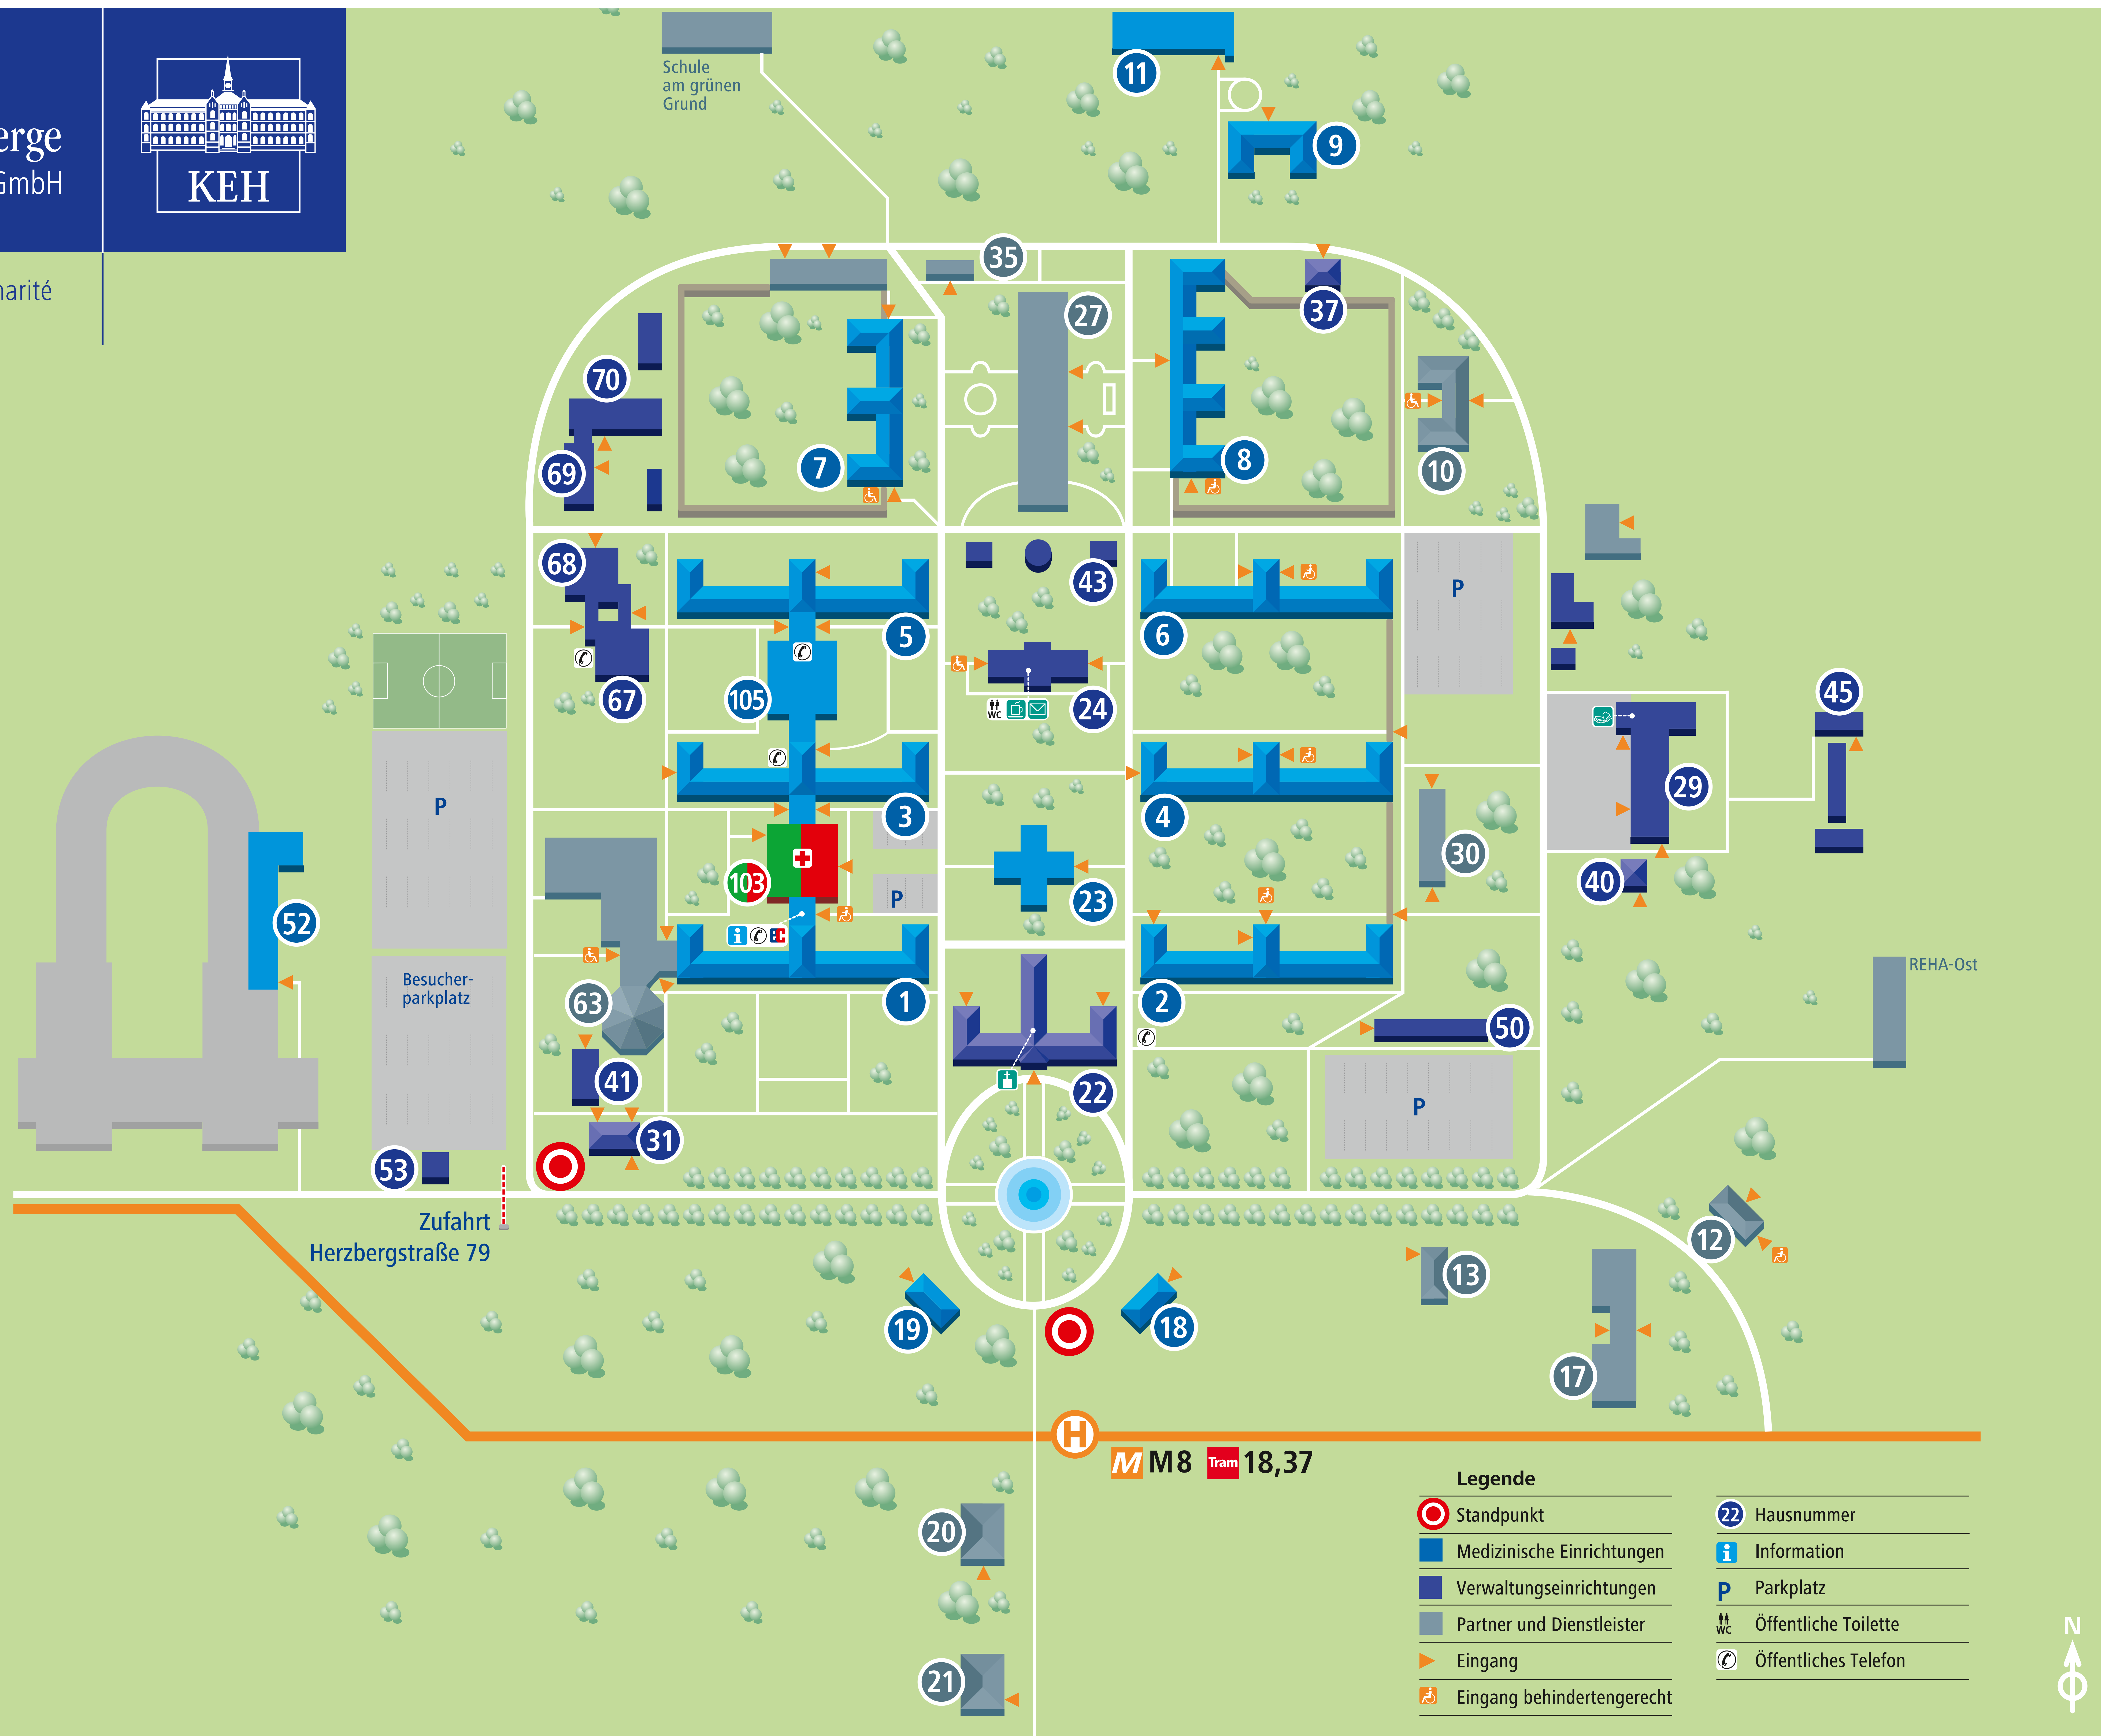 erge
GmbH
KEH
harité
Schule
am grünen
Grund
11
9
35
27
37
70
7
8
69
10
68
43
5
6
P
67
105
24
45
P
3
4
29
103
P
23
30
40
52
Besucher-
parkplatz
63
1
2
50
REHA-Ost
41
22
P
31
53
Zufahrt
Herzbergstraße 79
12
13
19
18
17
H
M M8 Tram 18,37
20
21
WC
Legende
Standpunkt
Medizinische Einrichtungen
Verwaltungseinrichtungen
Partner und Dienstleister
Eingang
Eingang behindertengerecht
22 Hausnummer
i Information
P Parkplatz
WC Öffentliche Toilette
Öffentliches Telefon
N